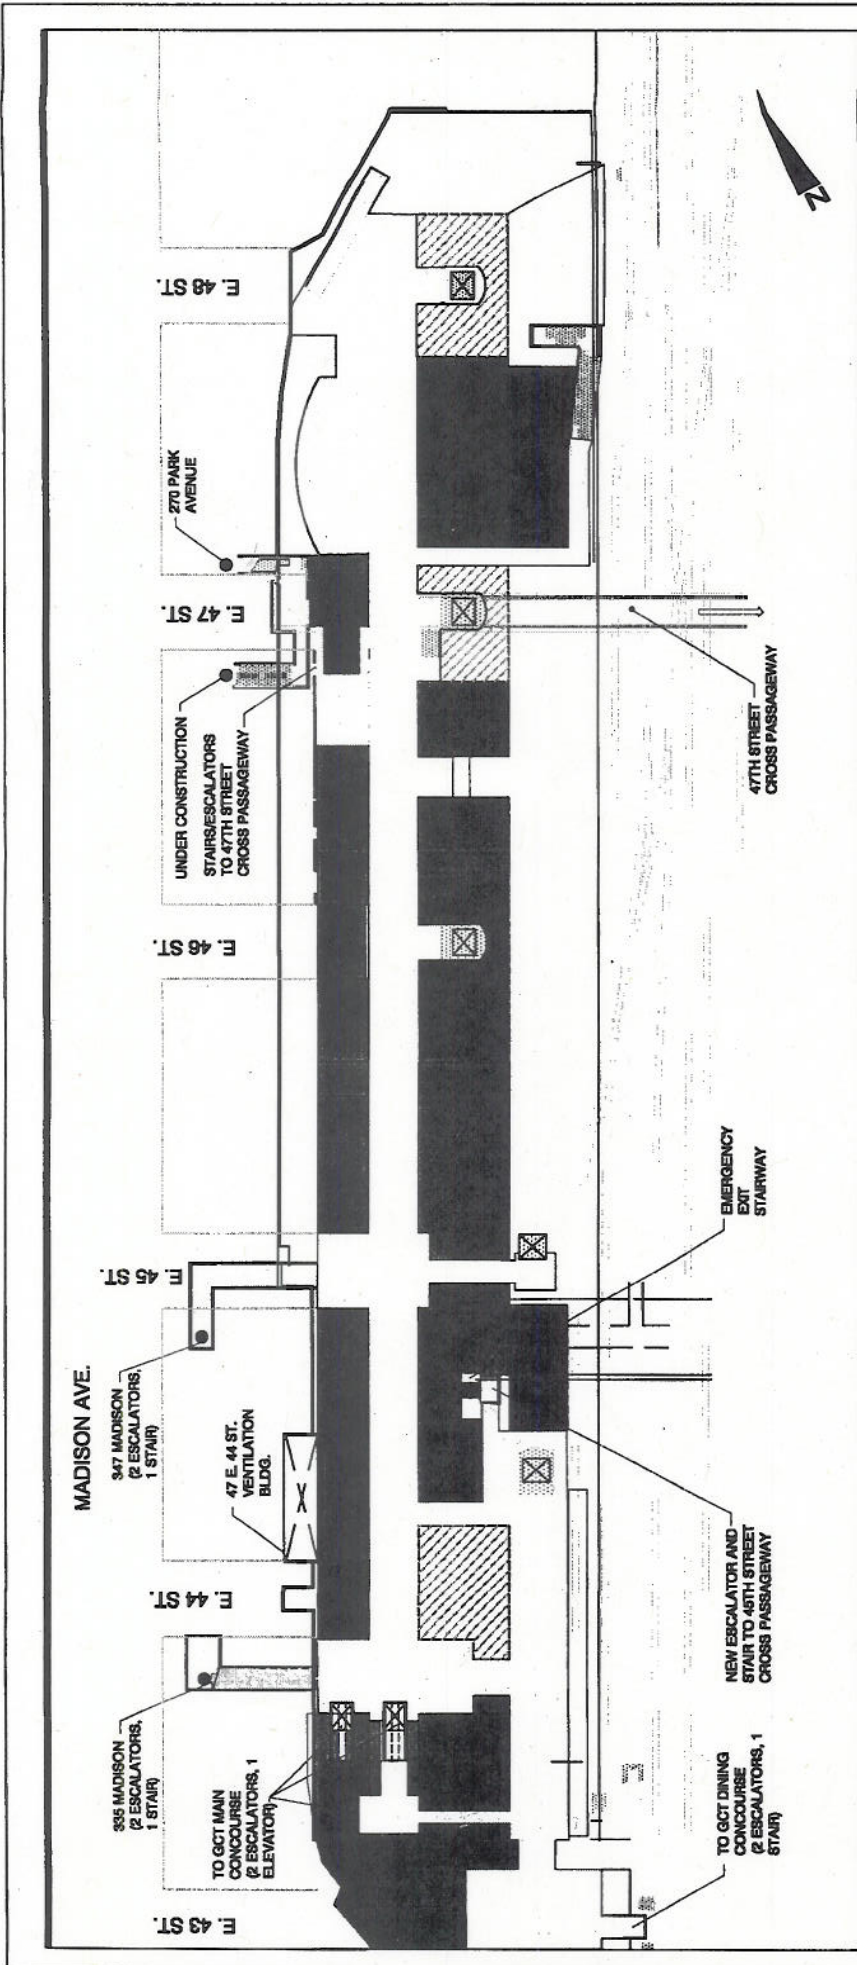 Z
E. 48 ST.
270 PARK
AVENUE
E. 47 ST.
UNDER CONSTRUCTION
STAIRS/ESCALATORS
TO 47TH STREET
CROSS PASSAGEWAY
47TH STREET
CROSS PASSAGEWAY
E. 46 ST.
EMERGENCY
EXIT
STAIRWAY
E. 45 ST.
MADISON AVE.
347 MADISON
(2 ESCALATORS,
1 STAIR)
47 E. 44 ST.
VENTILATION
BLDG.
E. 44 ST.
NEW ESCALATOR AND
STAIR TO 45TH STREET
CROSS PASSAGEWAY
335 MADISON
(2 ESCALATORS,
1 STAIR)
TO GCT MAIN
CONCOURSE
(2 ESCALATORS, 1
ELEVATOR)
TO GCT DINING
CONCOURSE
(2 ESCALATORS, 1
STAIR)
E. 43 ST.